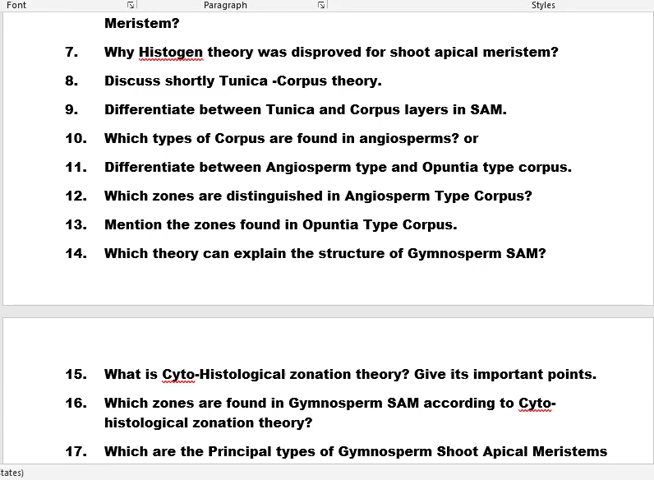 Font Paragraph Styles
Meristem?
7. Why Histogen theory was disproved for shoot apical meristem?
8. Discuss shortly Tunica -Corpus theory.
9. Differentiate between Tunica and Corpus layers in SAM.
10. Which types of Corpus are found in angiosperms? or
11. Differentiate between Angiosperm type and Opuntia type corpus.
12. Which zones are distinguished in Angiosperm Type Corpus?
13. Mention the zones found in Opuntia Type Corpus.
14. Which theory can explain the structure of Gymnosperm SAM?
15. What is Cyto-Histological zonation theory? Give its important points.
16. Which zones are found in Gymnosperm SAM according to Cyto-
histological zonation theory?
17. Which are the Principal types of Gymnosperm Shoot Apical Meristems
tates)